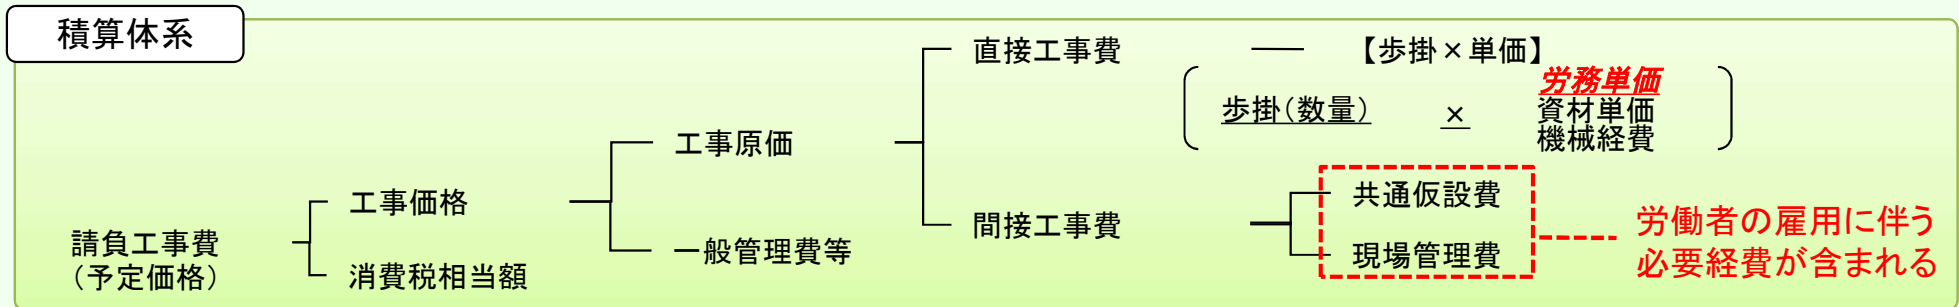 積算体系
直接工事費
【歩掛×単価】
歩掛(数量)
×
労務単価
資材単価
機械経費
工事原価
共通仮設費
工事価格
間接工事費
労働者の雇用に伴う
必要経費が含まれる
請負工事費
(予定価格)
一般管理費等
現場管理費
消費税相当額